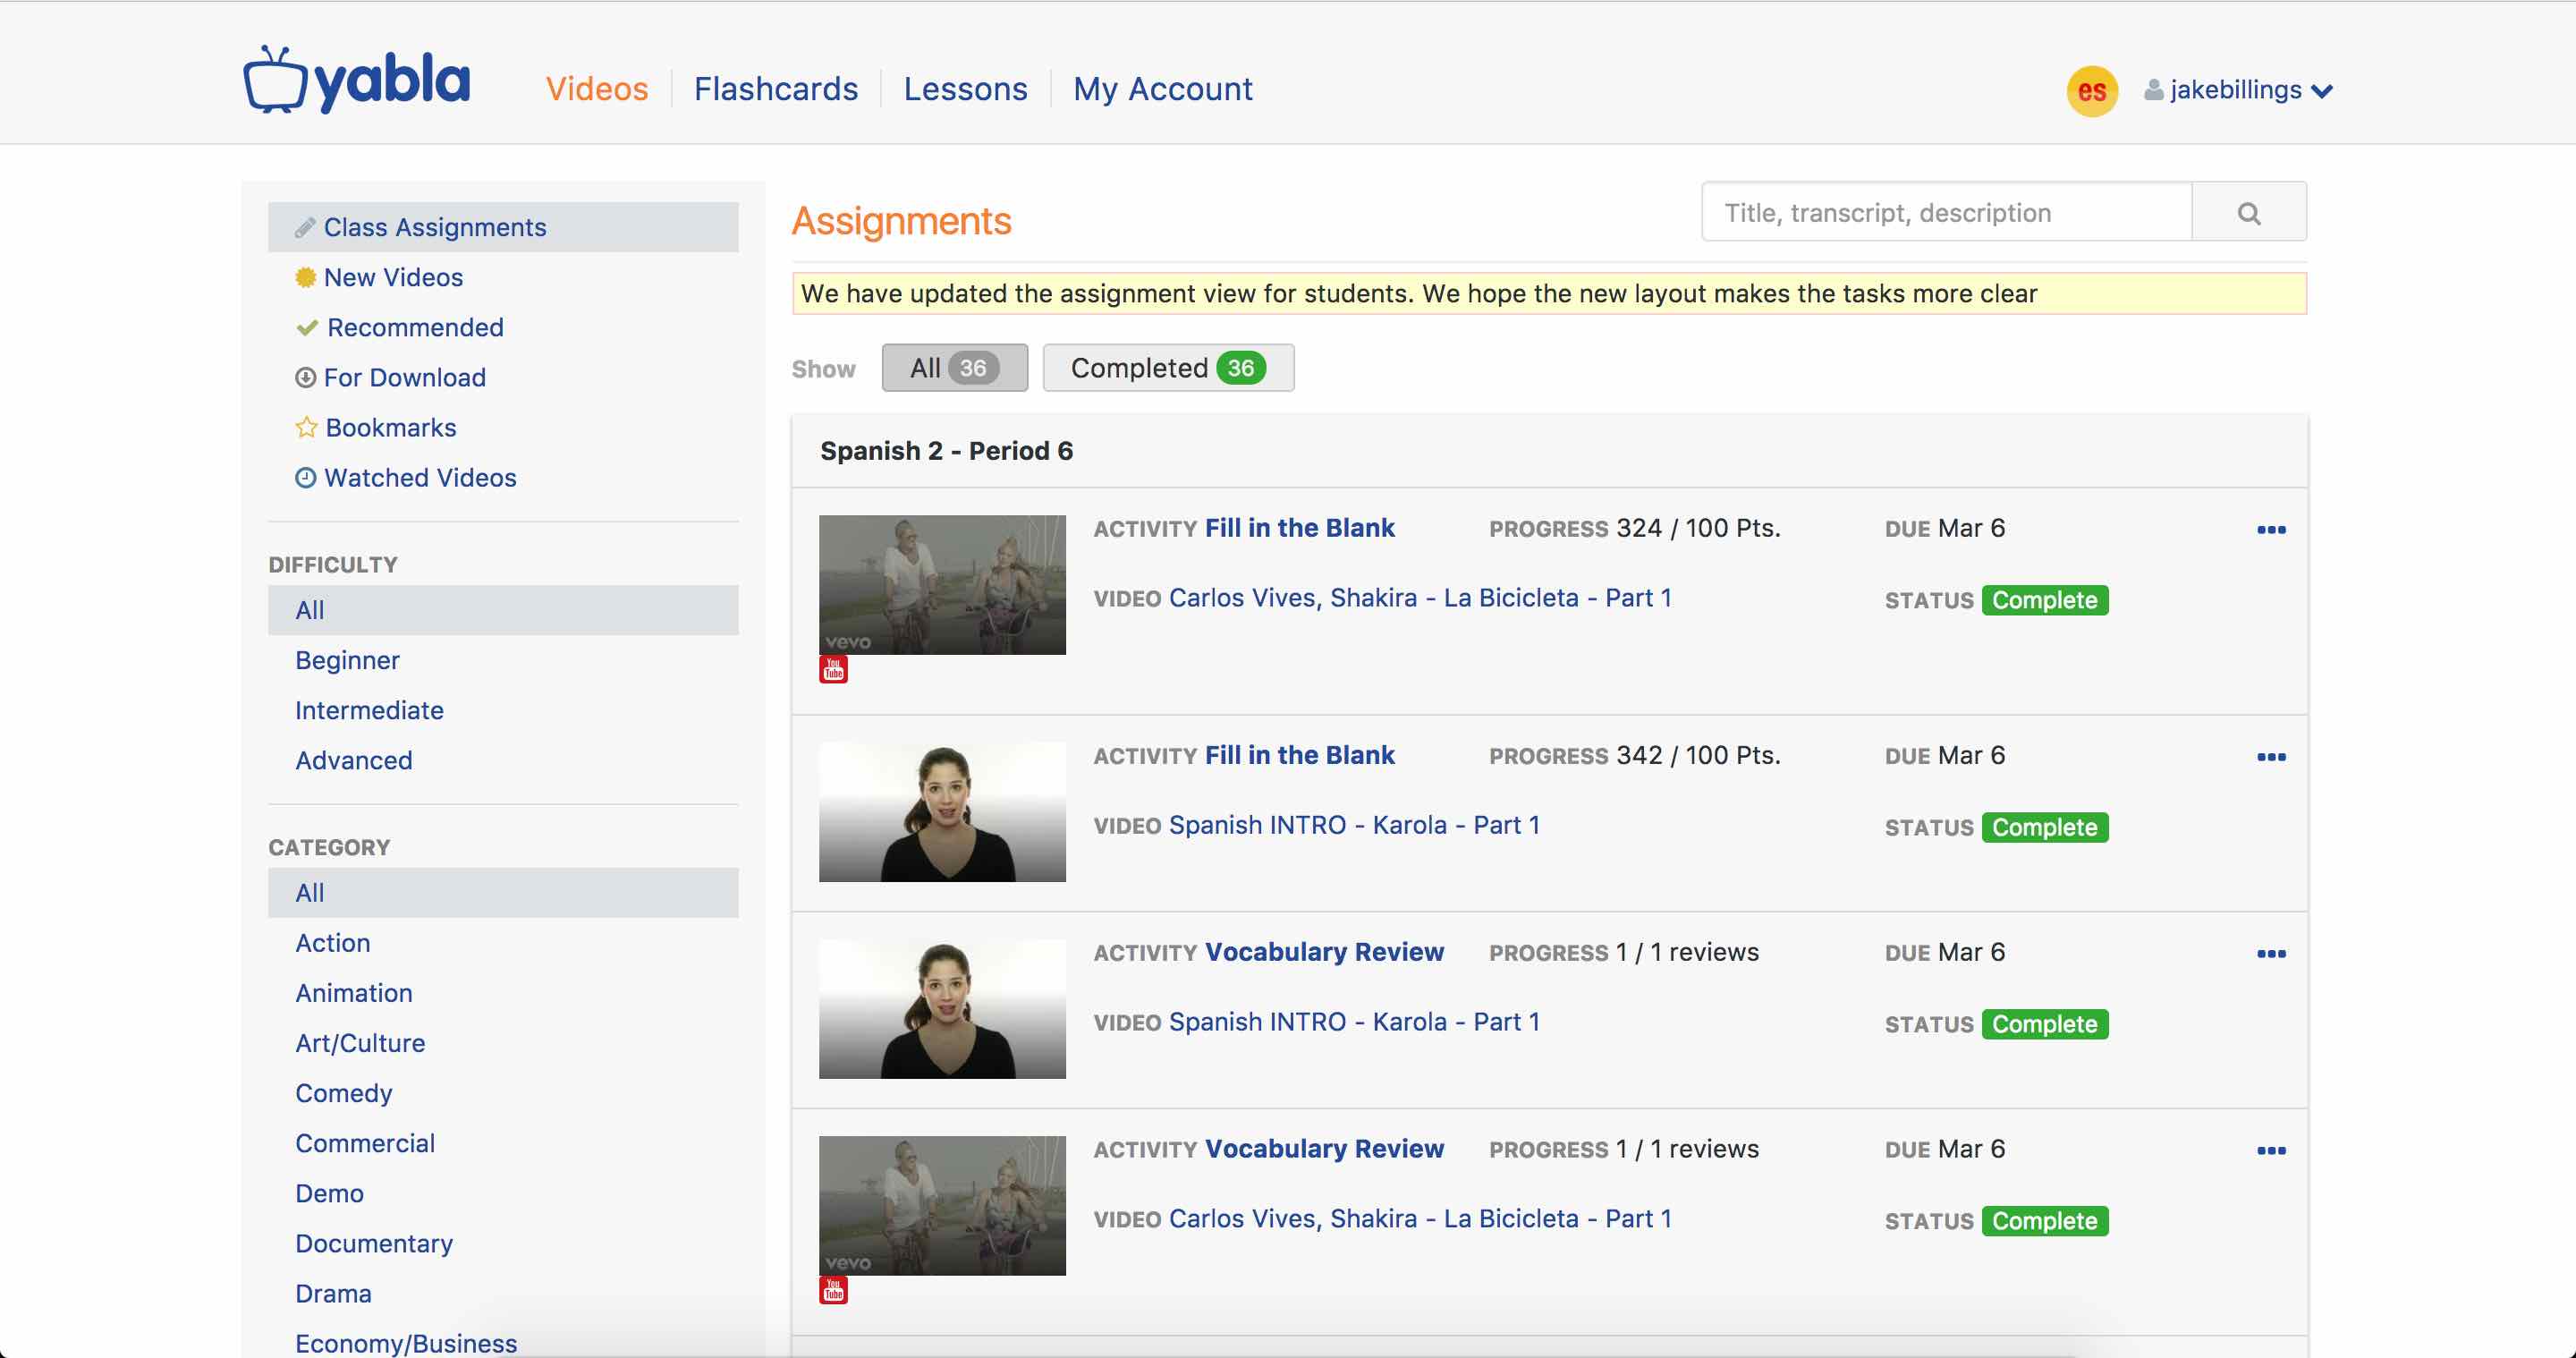 yabla
Videos
Flashcards
Lessons
My Account
es
jakebillings
Class Assignments
New Videos
Recommended
For Download
Bookmarks
Watched Videos
DIFFICULTY
All
Beginner
Intermediate
Advanced
CATEGORY
All
Action
Animation
Art/Culture
Comedy
Commercial
Demo
Documentary
Drama
Economy/Business
Assignments
Title, transcript, description
We have updated the assignment view for students. We hope the new layout makes the tasks more clear
Show All 36 Completed 36
Spanish 2 - Period 6
ACTIVITY Fill in the Blank PROGRESS 324 / 100 Pts. DUE Mar 6
VIDEO Carlos Vives, Shakira - La Bicicleta - Part 1 STATUS Complete
vevo
You
Tube
ACTIVITY Fill in the Blank PROGRESS 342 / 100 Pts. DUE Mar 6
VIDEO Spanish INTRO - Karola - Part 1 STATUS Complete
ACTIVITY Vocabulary Review PROGRESS 1 / 1 reviews DUE Mar 6
VIDEO Spanish INTRO - Karola - Part 1 STATUS Complete
ACTIVITY Vocabulary Review PROGRESS 1 / 1 reviews DUE Mar 6
VIDEO Carlos Vives, Shakira - La Bicicleta - Part 1 STATUS Complete
vevo
You
Tube